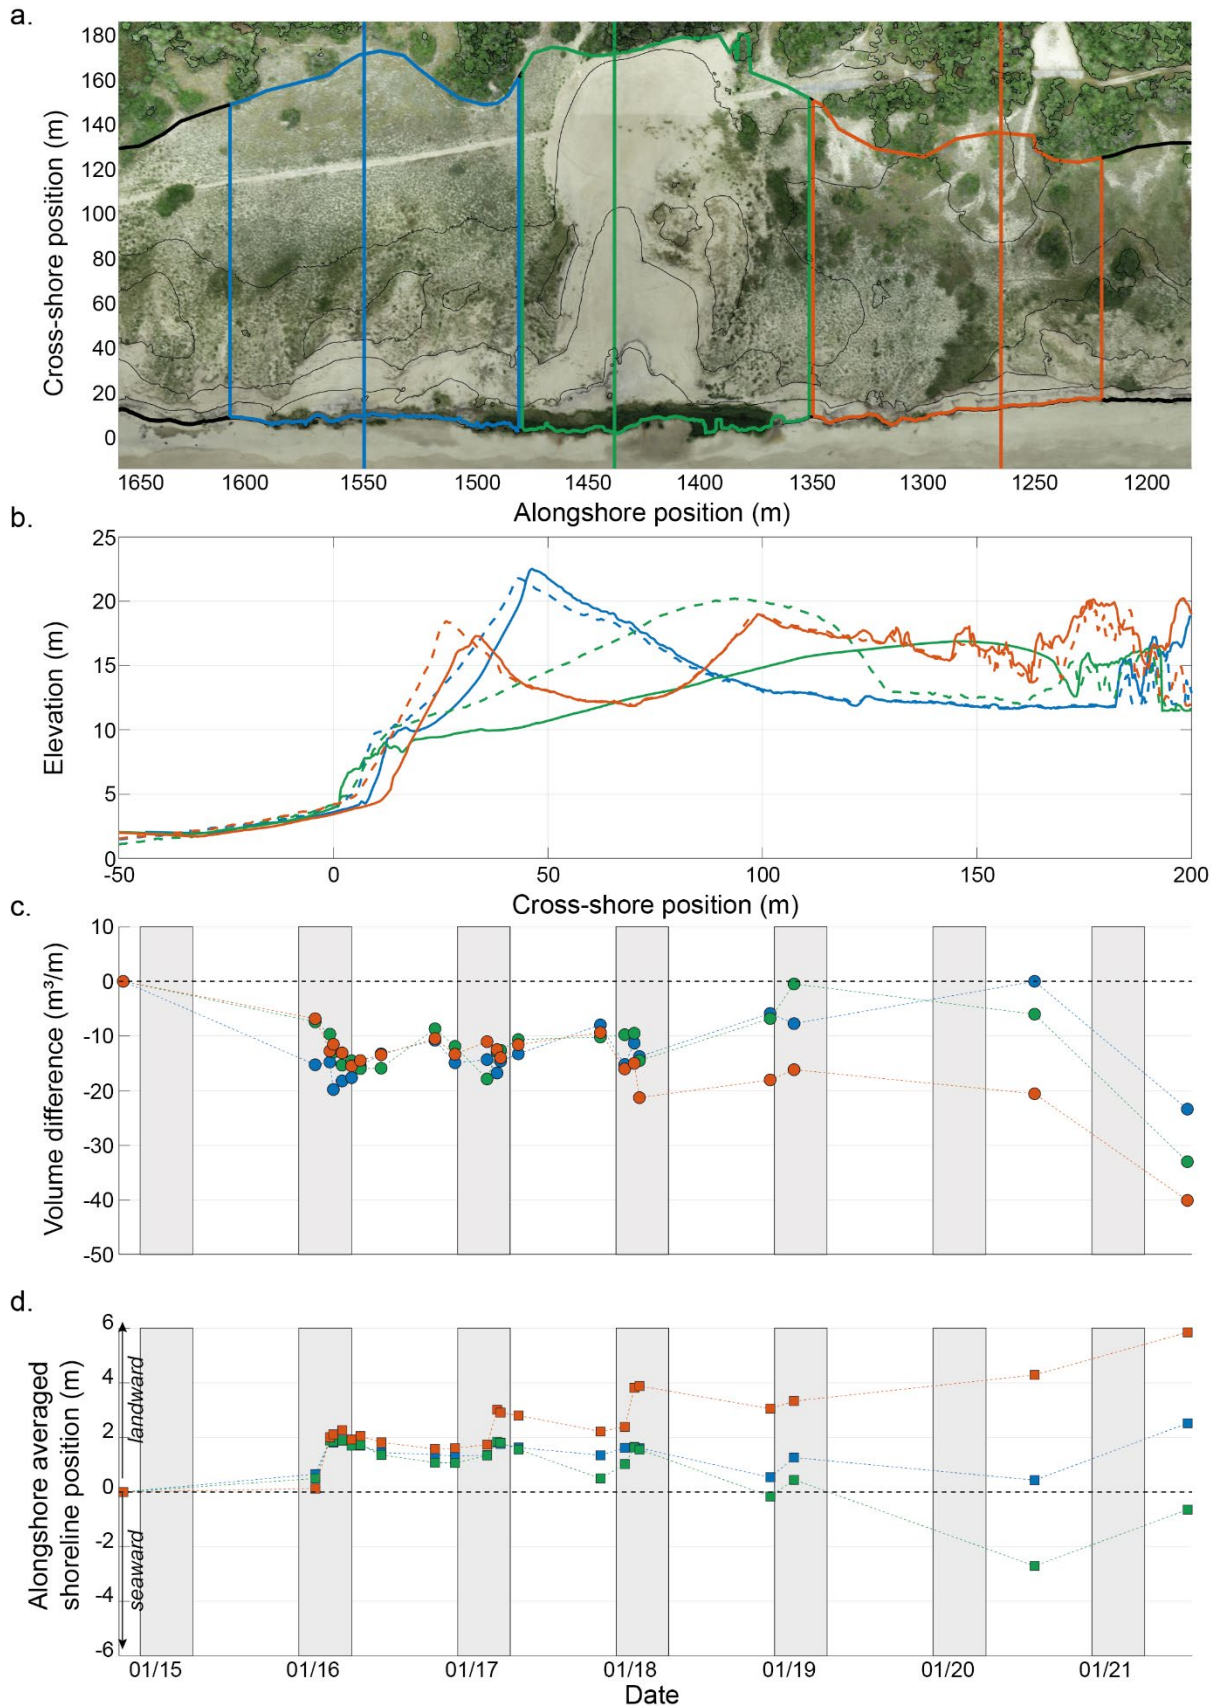 a.
180
160
140
120
100
80
60
40
20
0
Cross-shore position (m)
1650 1600 1550 1500 1450 1400 1350 1300 1250 1200
Alongshore position (m)
b.
25
20
15
10
5
0
Elevation (m)
-50 0 50 100 150 200
Cross-shore position (m)
c.
10
0
-10
-20
-30
-40
-50
Volume difference (m³/m)
d.
6
4
2
0
-2
-4
-6
Alongshore averaged
shoreline position (m)
landward
seaward
01/15 01/16 01/17 01/18 01/19 01/20 01/21
Date